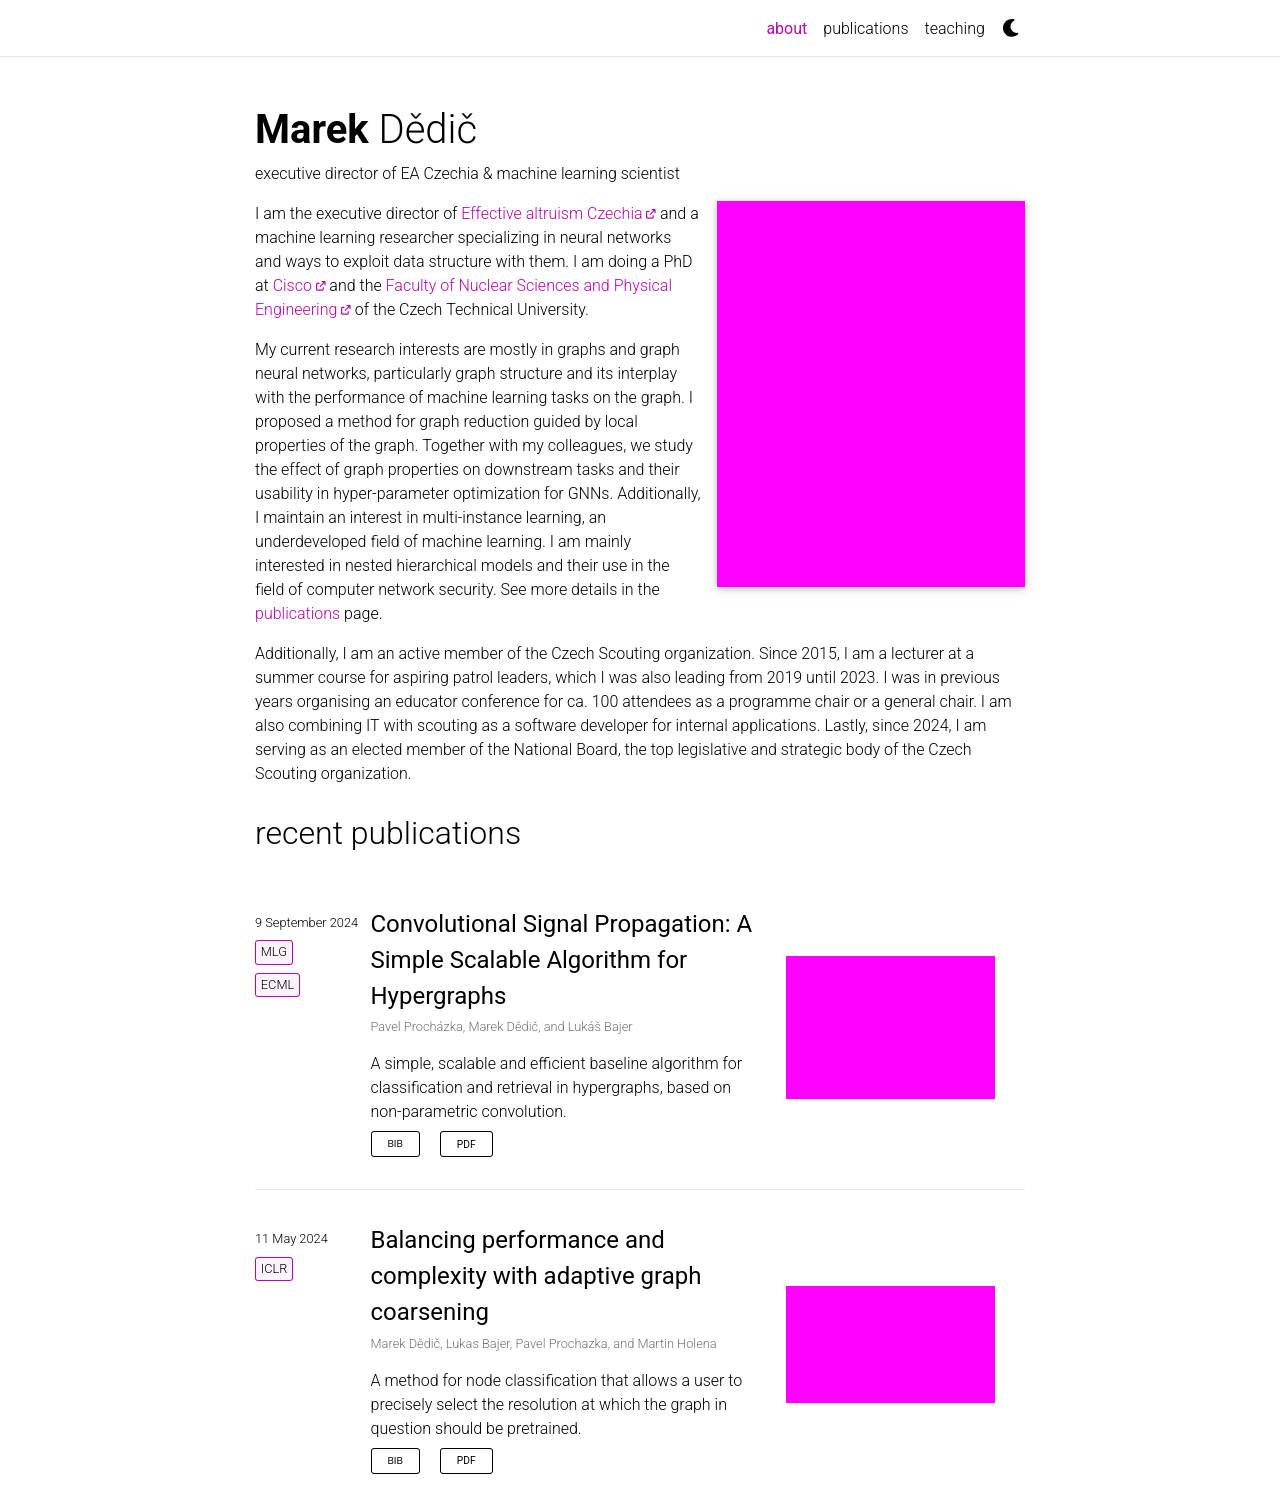 about publications teaching
Marek Dědič
executive director of EA Czechia & machine learning scientist
I am the executive director of Effective altruism Czechia and a
machine learning researcher specializing in neural networks
and ways to exploit data structure with them. I am doing a PhD
at Cisco and the Faculty of Nuclear Sciences and Physical
Engineering of the Czech Technical University.
My current research interests are mostly in graphs and graph
neural networks, particularly graph structure and its interplay
with the performance of machine learning tasks on the graph. I
proposed a method for graph reduction guided by local
properties of the graph. Together with my colleagues, we study
the effect of graph properties on downstream tasks and their
usability in hyper-parameter optimization for GNNs. Additionally,
I maintain an interest in multi-instance learning, an
underdeveloped field of machine learning. I am mainly
interested in nested hierarchical models and their use in the
field of computer network security. See more details in the
publications page.
Additionally, I am an active member of the Czech Scouting organization. Since 2015, I am a lecturer at a
summer course for aspiring patrol leaders, which I was also leading from 2019 until 2023. I was in previous
years organising an educator conference for ca. 100 attendees as a programme chair or a general chair. I am
also combining IT with scouting as a software developer for internal applications. Lastly, since 2024, I am
serving as an elected member of the National Board, the top legislative and strategic body of the Czech
Scouting organization.
recent publications
9 September 2024
MLG
ECML
Convolutional Signal Propagation: A
Simple Scalable Algorithm for
Hypergraphs
Pavel Procházka, Marek Dědič, and Lukáš Bajer
A simple, scalable and efficient baseline algorithm for
classification and retrieval in hypergraphs, based on
non-parametric convolution.
BIB PDF
11 May 2024
ICLR
Balancing performance and
complexity with adaptive graph
coarsening
Marek Dědič, Lukas Bajer, Pavel Prochazka, and Martin Holena
A method for node classification that allows a user to
precisely select the resolution at which the graph in
question should be pretrained.
BIB PDF